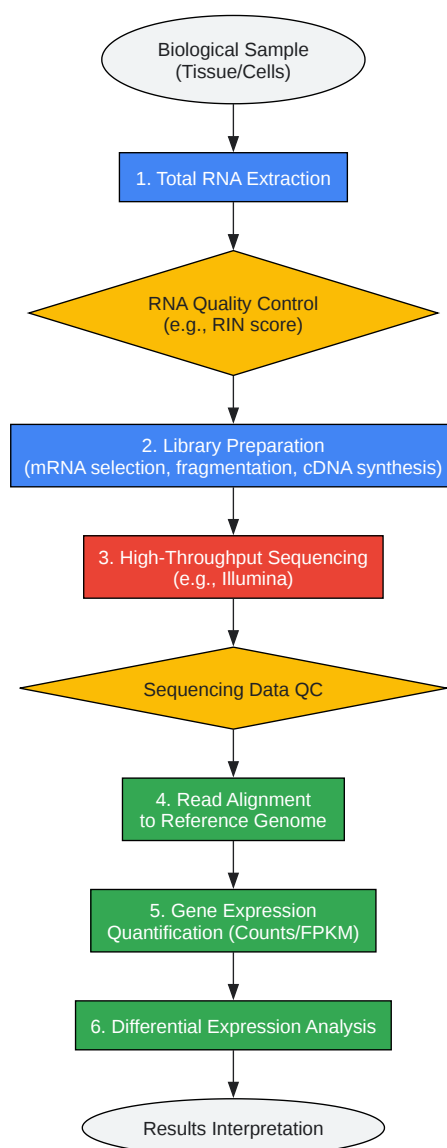 Biological Sample
(Tissue/Cells)
1. Total RNA Extraction
RNA Quality Control
(e.g., RIN score)
2. Library Preparation
(mRNA selection, fragmentation, cDNA synthesis)
3. High-Throughput Sequencing
(e.g., Illumina)
Sequencing Data QC
4. Read Alignment
to Reference Genome
5. Gene Expression
Quantification (Counts/FPKM)
6. Differential Expression Analysis
Results Interpretation